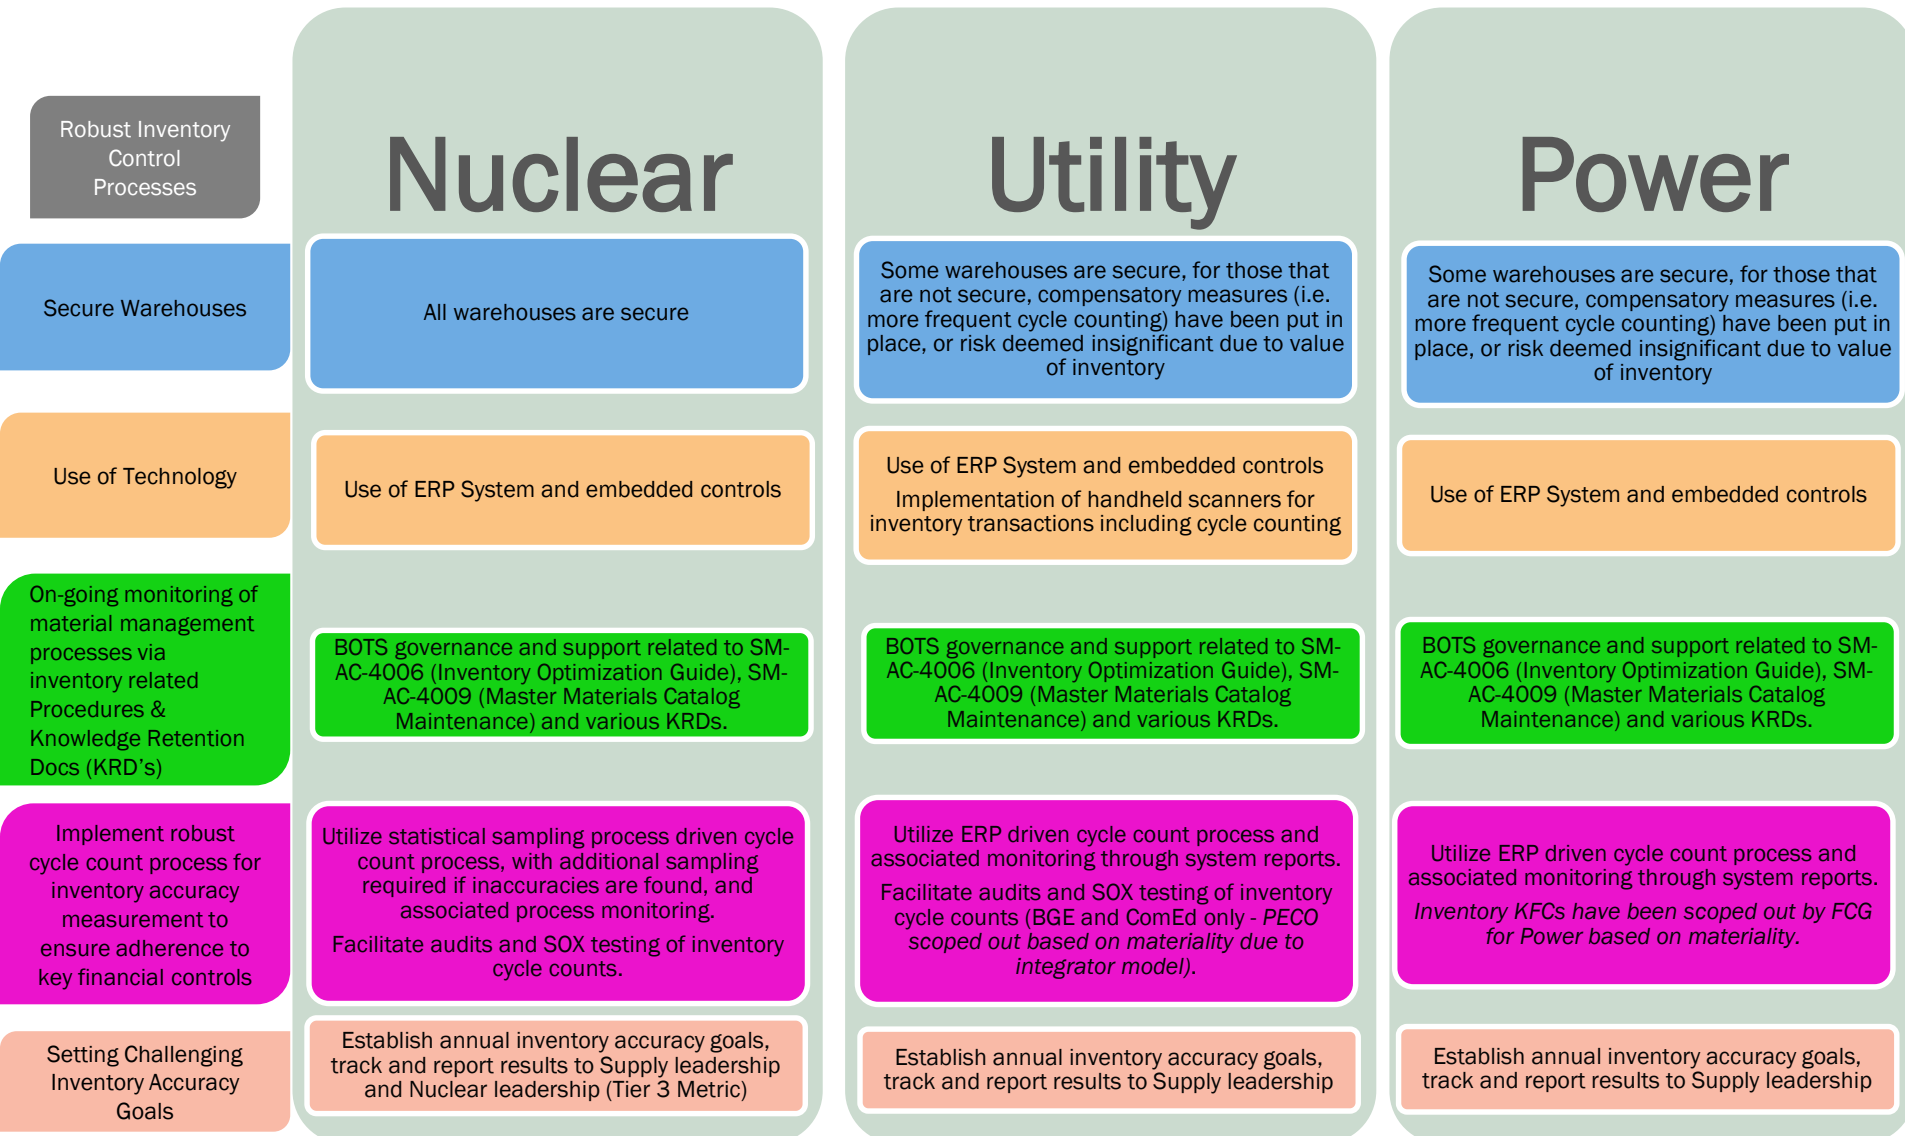 Robust Inventory
Control
Processes
Nuclear
Utility
Power
Secure Warehouses
All warehouses are secure
Some warehouses are secure, for those that
are not secure, compensatory measures (i.e.
more frequent cycle counting) have been put in
place, or risk deemed insignificant due to value
of inventory
Some warehouses are secure, for those that
are not secure, compensatory measures (i.e.
more frequent cycle counting) have been put in
place, or risk deemed insignificant due to value
of inventory
Use of Technology
Use of ERP System and embedded controls
Use of ERP System and embedded controls
Implementation of handheld scanners for
inventory transactions including cycle counting
Use of ERP System and embedded controls
On-going monitoring of
material management
processes via
inventory related
Procedures &
Knowledge Retention
Docs (KRD's)
BOTS governance and support related to SM-
AC-4006 (Inventory Optimization Guide), SM-
AC-4009 (Master Materials Catalog
Maintenance) and various KRDs.
BOTS governance and support related to SM-
AC-4006 (Inventory Optimization Guide), SM-
AC-4009 (Master Materials Catalog
Maintenance) and various KRDs.
BOTS governance and support related to SM-
AC-4006 (Inventory Optimization Guide), SM-
AC-4009 (Master Materials Catalog
Maintenance) and various KRDs.
Implement robust
cycle count process for
inventory accuracy
measurement to
ensure adherence to
key financial controls
Utilize statistical sampling process driven cycle
count process, with additional sampling
required if inaccuracies are found, and
associated process monitoring.
Facilitate audits and SOX testing of inventory
cycle counts.
Utilize ERP driven cycle count process and
associated monitoring through system reports.
Facilitate audits and SOX testing of inventory
cycle counts (BGE and ComEd only - PECO
scoped out based on materiality due to
integrator model).
Utilize ERP driven cycle count process and
associated monitoring through system reports.
Inventory KFCs have been scoped out by FCG
for Power based on materiality.
Setting Challenging
Inventory Accuracy
Goals
Establish annual inventory accuracy goals,
track and report results to Supply leadership
and Nuclear leadership (Tier 3 Metric)
Establish annual inventory accuracy goals,
track and report results to Supply leadership
Establish annual inventory accuracy goals,
track and report results to Supply leadership